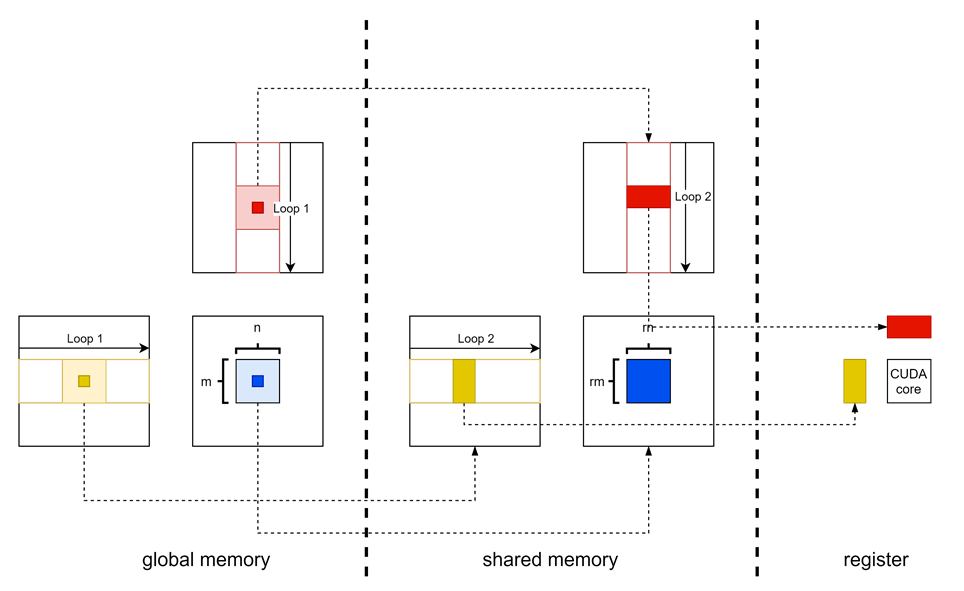 Loop 1
Loop 2
Loop 1
n
m
Loop 2
rn
rm
CUDA
core
global memory
shared memory
register